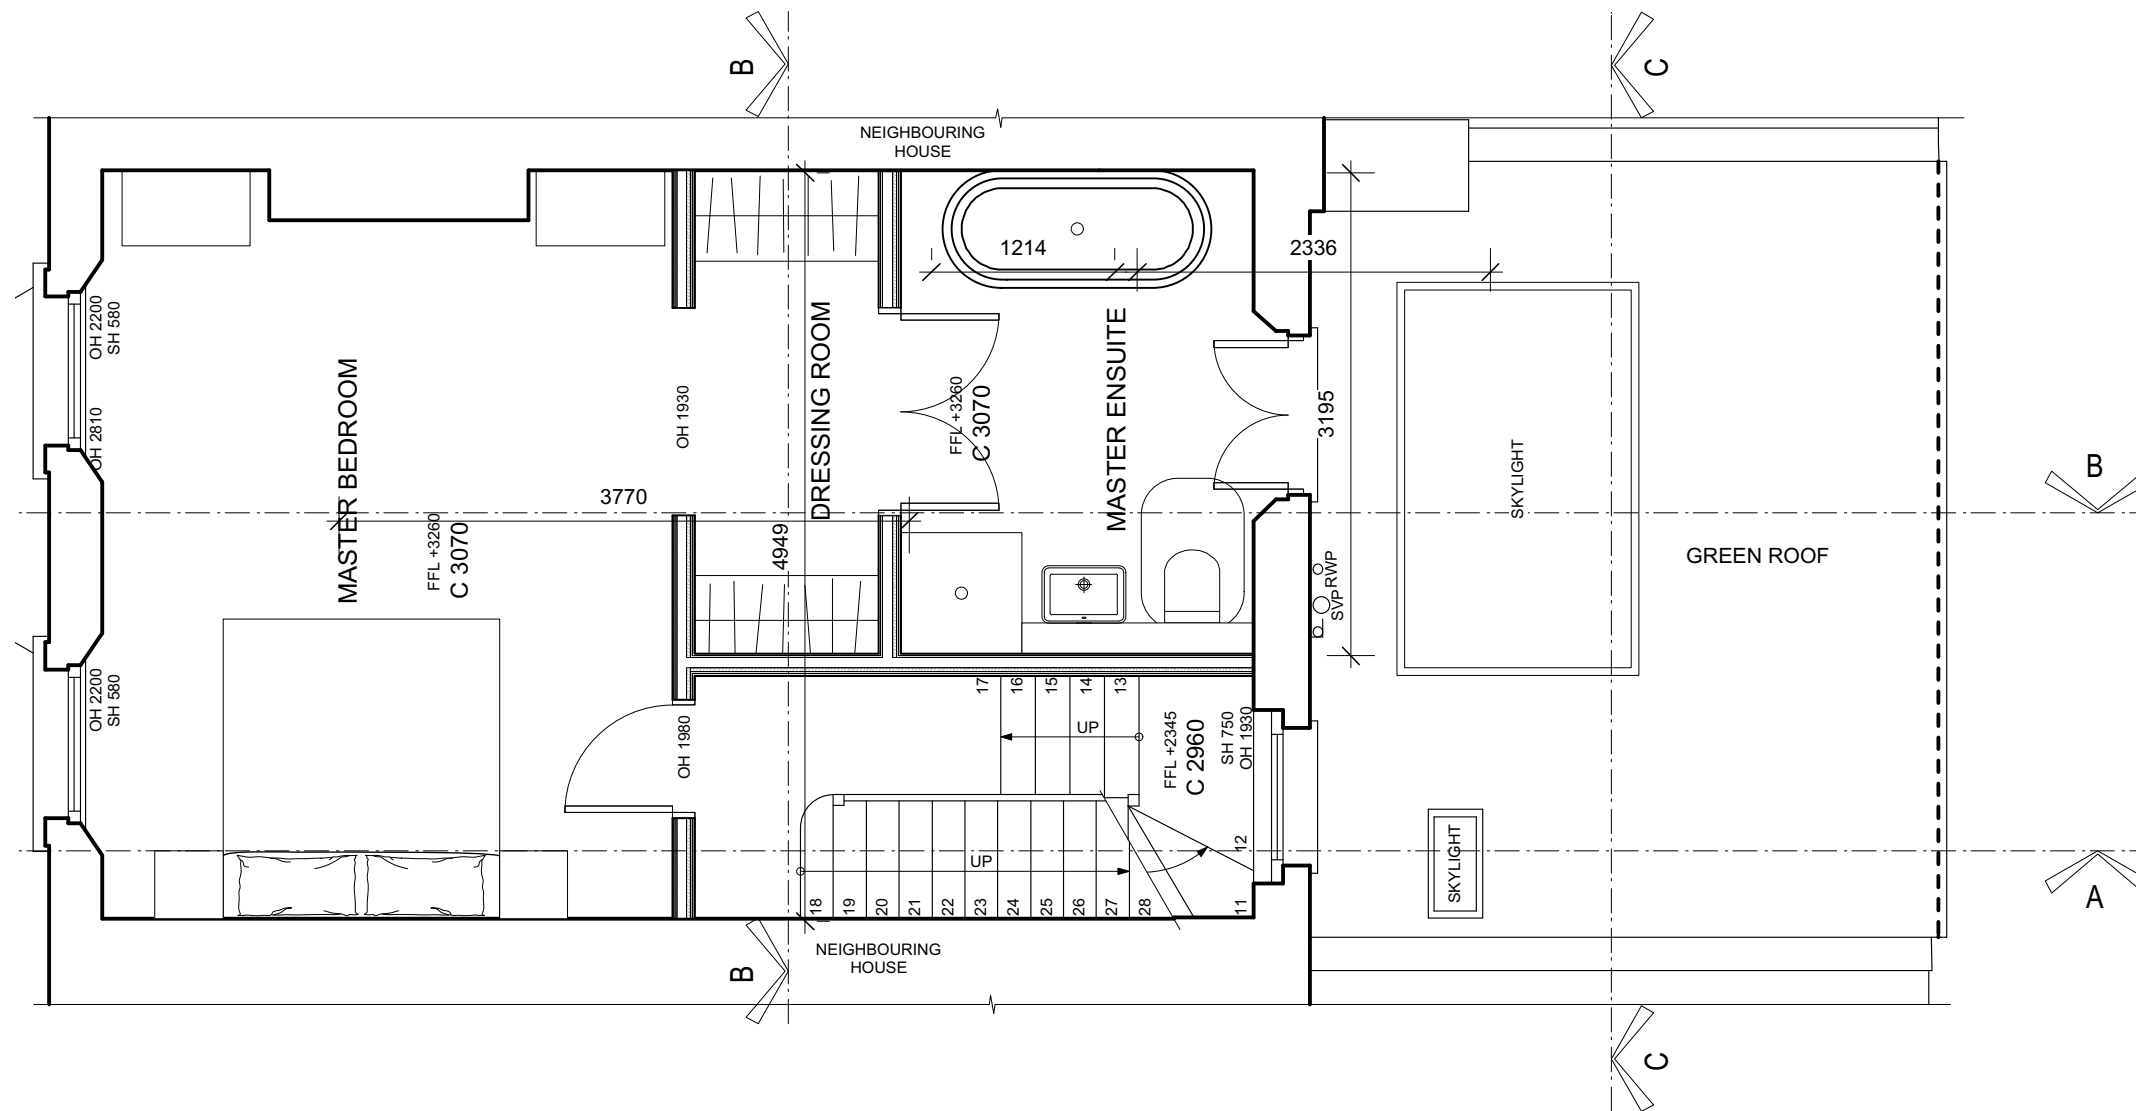 B
C
NEIGHBOURING
HOUSE
1214
2336
OH 2200
SH 580
OH 2810
MASTER BEDROOM
FFL +3260
C 3070
3770
OH 1930
DRESSING ROOM
4949
FFL +3260
C 3070
MASTER ENSUITE
3195
SKYLIGHT
GREEN ROOF
B
RWP
SVP
OH 2200
SH 580
OH 1980
17
16
15
14
13
UP
FFL +2345
C 2960
SH 750
OH 1930
12
11
UP
18
19
20
21
22
23
24
25
26
27
28
SKYLIGHT
A
NEIGHBOURING
HOUSE
B
C